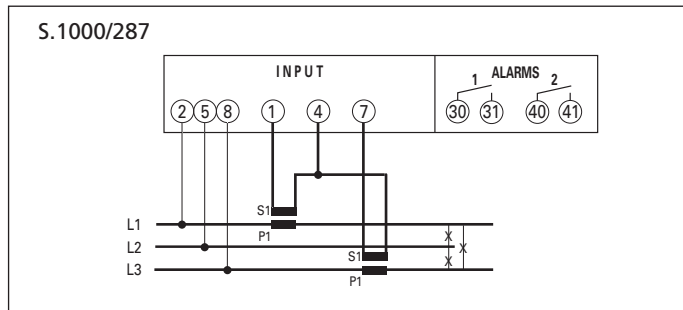 S.1000/287
INPUT
ALARMS
1 2
2 5 8 1 4 7 30 31 40 41
S1
L1
P1
L2
S1
L3
P1
x
x
x